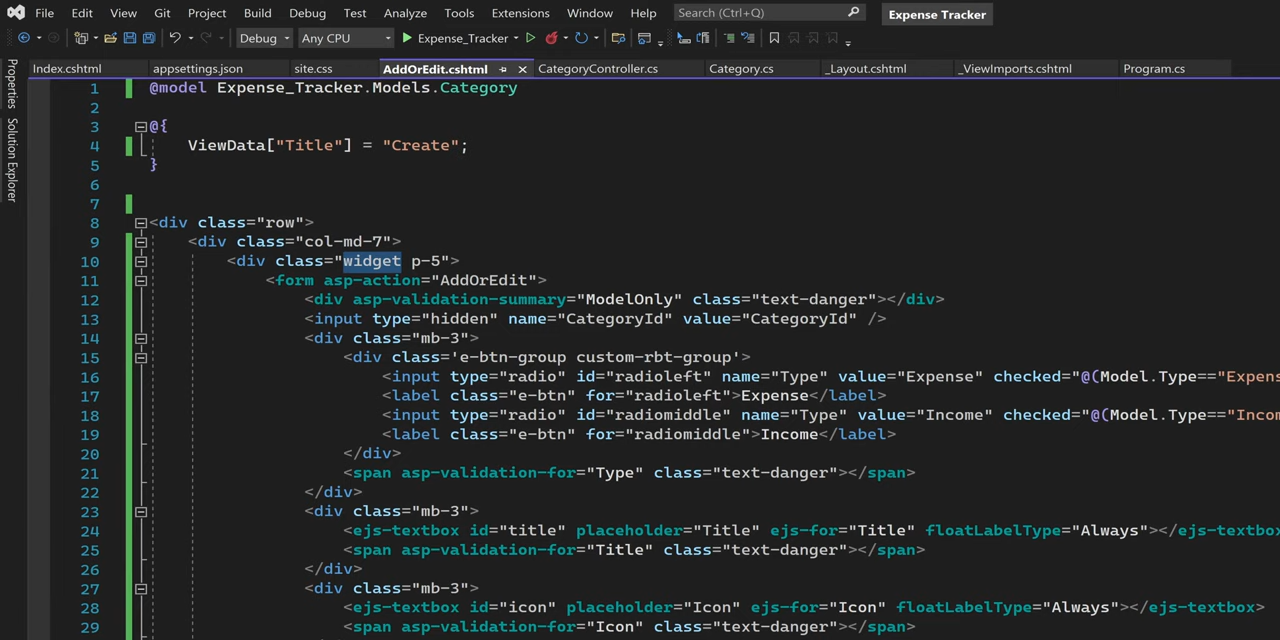 File Edit View Git Project Build Debug Test Analyze Tools Extensions Window Help Search (Ctrl+Q) Expense Tracker
Debug Any CPU Expense_Tracker
Index.cshtml appsettings.json site.css AddOrEdit.cshtml CategoryController.cs Category.cs _Layout.cshtml _ViewImports.cshtml Program.cs
Properties
Solution Explorer
1 @model Expense_Tracker.Models.Category
2
3 @{
4 ViewData["Title"] = "Create";
5 }
6
7
8 <div class="row">
9 <div class="col-md-7">
10 <div class="widget p-5">
11 <form asp-action="AddOrEdit">
12 <div asp-validation-summary="ModelOnly" class="text-danger"></div>
13 <input type="hidden" name="CategoryId" value="CategoryId" />
14 <div class="mb-3">
15 <div class='e-btn-group custom-rbt-group'>
16 <input type="radio" id="radioleft" name="Type" value="Expense" checked="@(Model.Type=="Expens
17 <label class="e-btn" for="radioleft">Expense</label>
18 <input type="radio" id="radiomiddle" name="Type" value="Income" checked="@(Model.Type=="Incom
19 <label class="e-btn" for="radiomiddle">Income</label>
20 </div>
21 <span asp-validation-for="Type" class="text-danger"></span>
22 </div>
23 <div class="mb-3">
24 <ejs-textbox id="title" placeholder="Title" ejs-for="Title" floatLabelType="Always"></ejs-textbox
25 <span asp-validation-for="Title" class="text-danger"></span>
26 </div>
27 <div class="mb-3">
28 <ejs-textbox id="icon" placeholder="Icon" ejs-for="Icon" floatLabelType="Always"></ejs-textbox>
29 <span asp-validation-for="Icon" class="text-danger"></span>